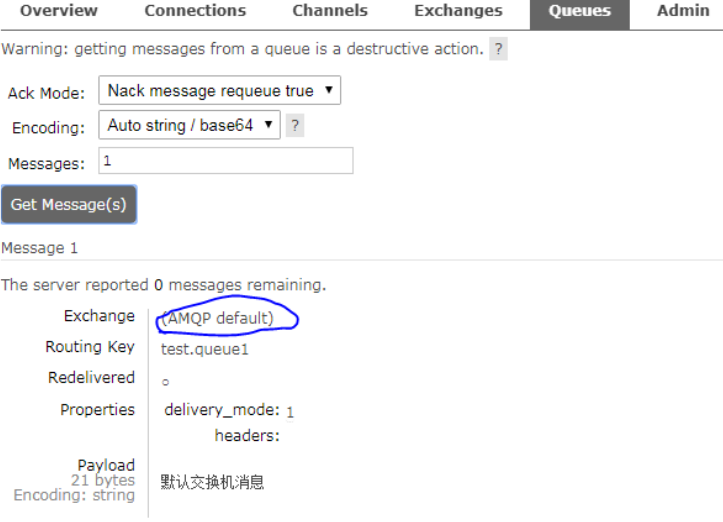 Overview Connections Channels Exchanges Queues Admin
Warning: getting messages from a queue is a destructive action. ?
Ack Mode: Nack message requeue true
Encoding: Auto string / base64 ?
Messages: 1
Get Message(s)
Message 1
The server reported 0 messages remaining.
Exchange (AMQP default)
Routing Key test.queue1
Redelivered ○
Properties delivery_mode: 1
headers:
Payload
21 bytes
Encoding: string
默认交换机消息